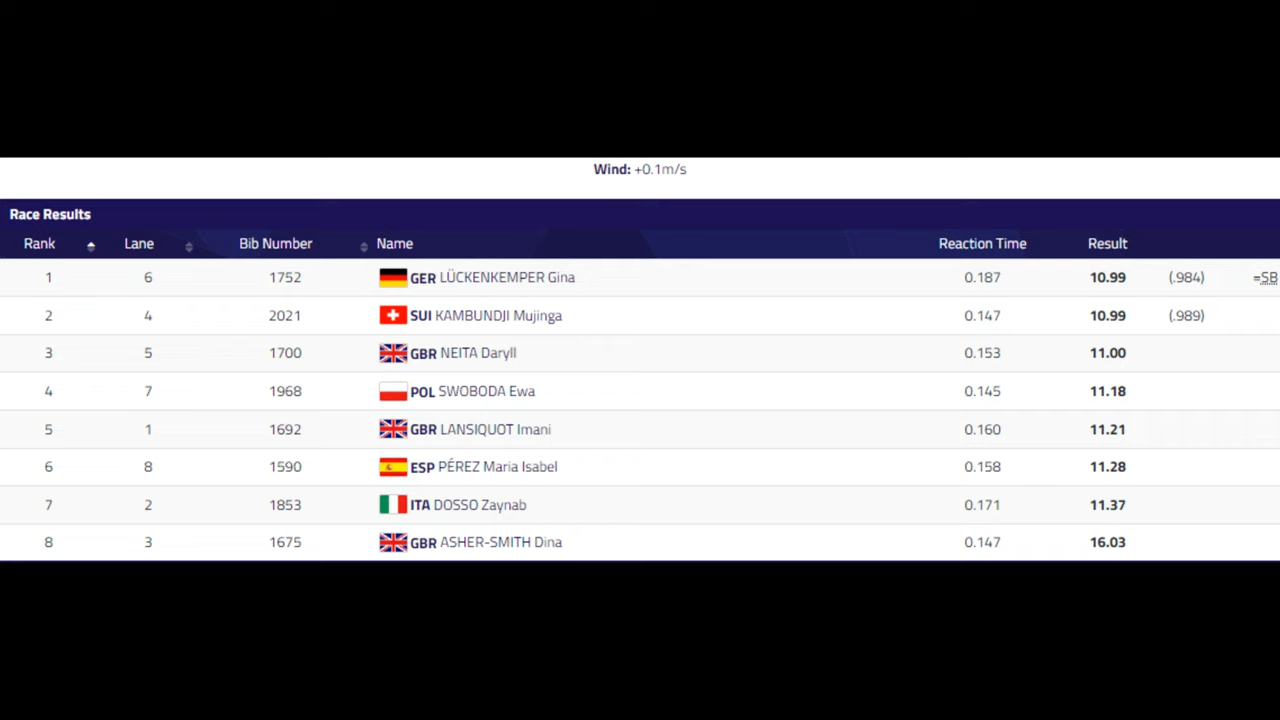 Wind: +0.1m/s
Race Results
Rank Lane Bib Number Name Reaction Time Result
1 6 1752 GER LÜCKENKEMPER Gina 0.187 10.99 (.984) =SB
2 4 2021 SUI KAMBUNDJI Mujinga 0.147 10.99 (.989)
3 5 1700 GBR NEITA Daryll 0.153 11.00
4 7 1968 POL SWOBODA Ewa 0.145 11.18
5 1 1692 GBR LANSIQUOT Imani 0.160 11.21
6 8 1590 ESP PÉREZ Maria Isabel 0.158 11.28
7 2 1853 ITA DOSSO Zaynab 0.171 11.37
8 3 1675 GBR ASHER-SMITH Dina 0.147 16.03